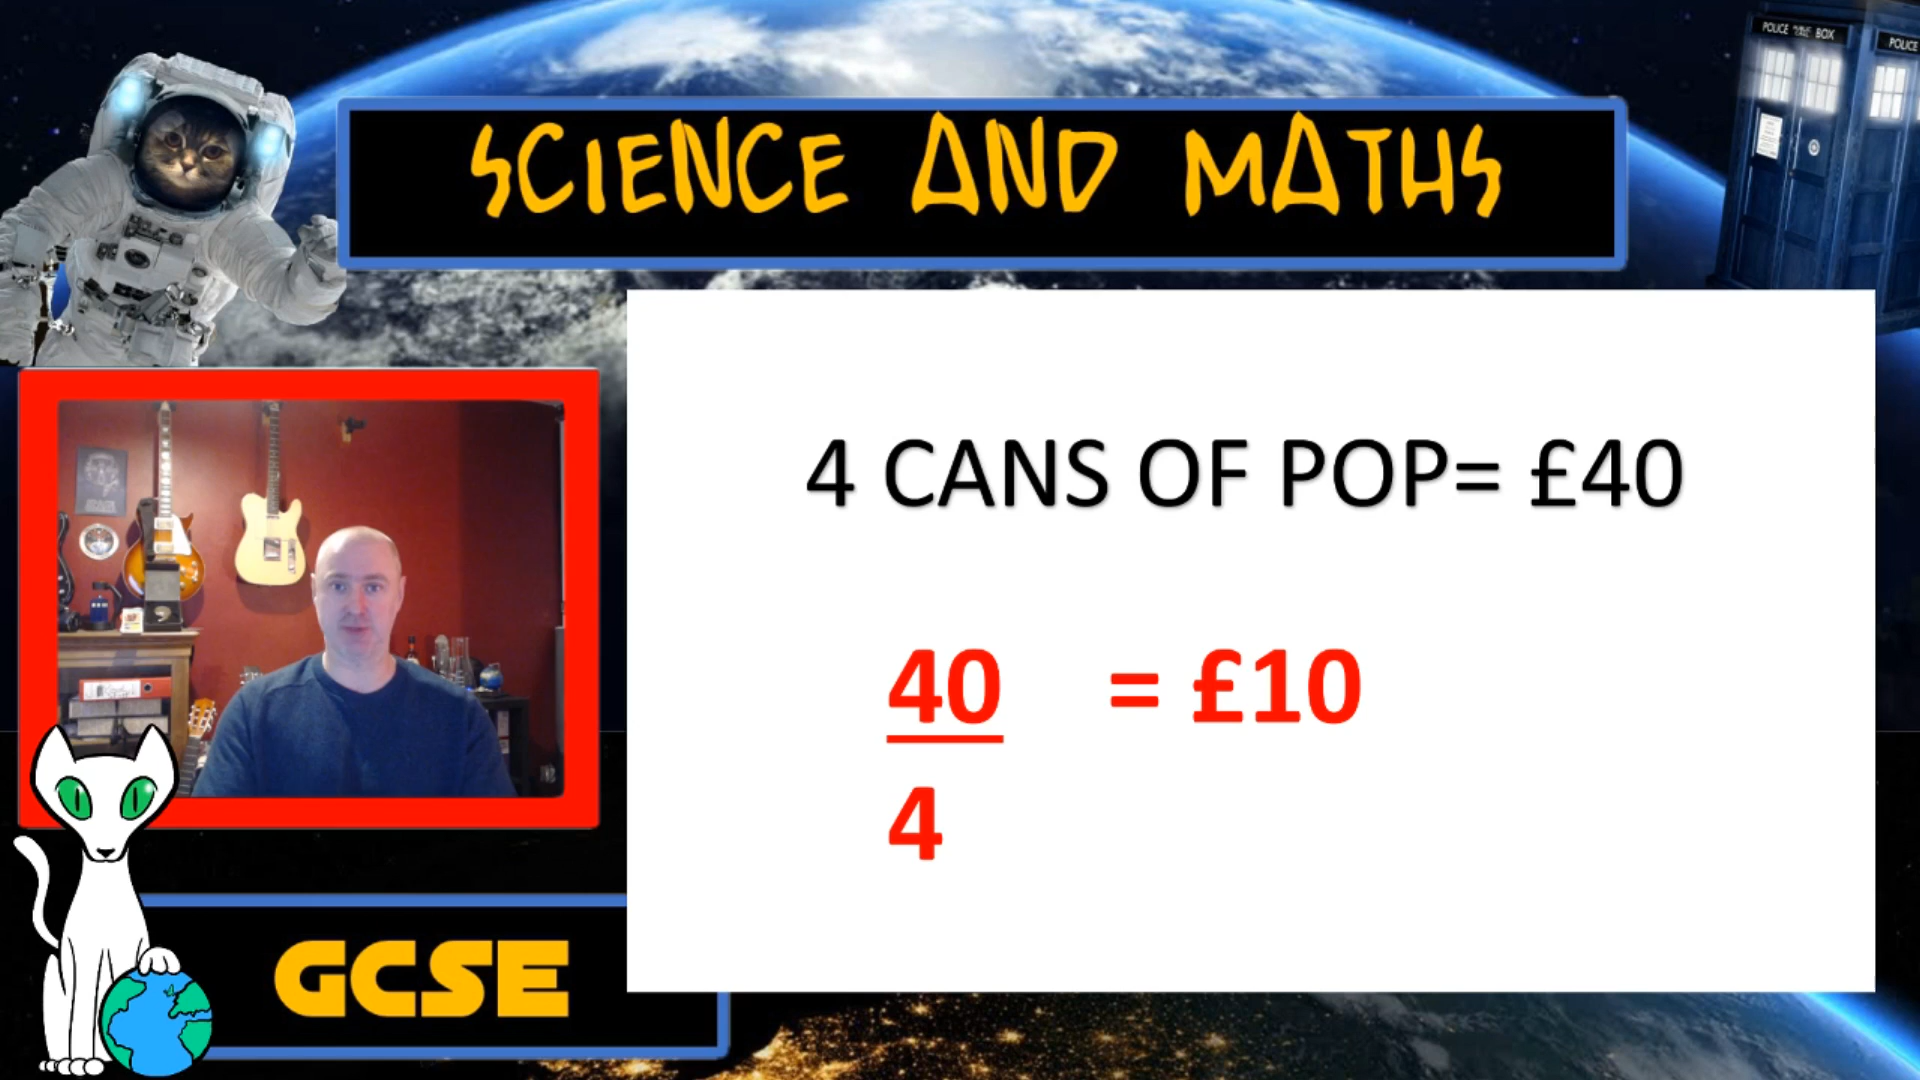 POLICE BOX
POLICE
SCIENCE AND MATHS
4 CANS OF POP= £40
40 = £10
4
GCSE